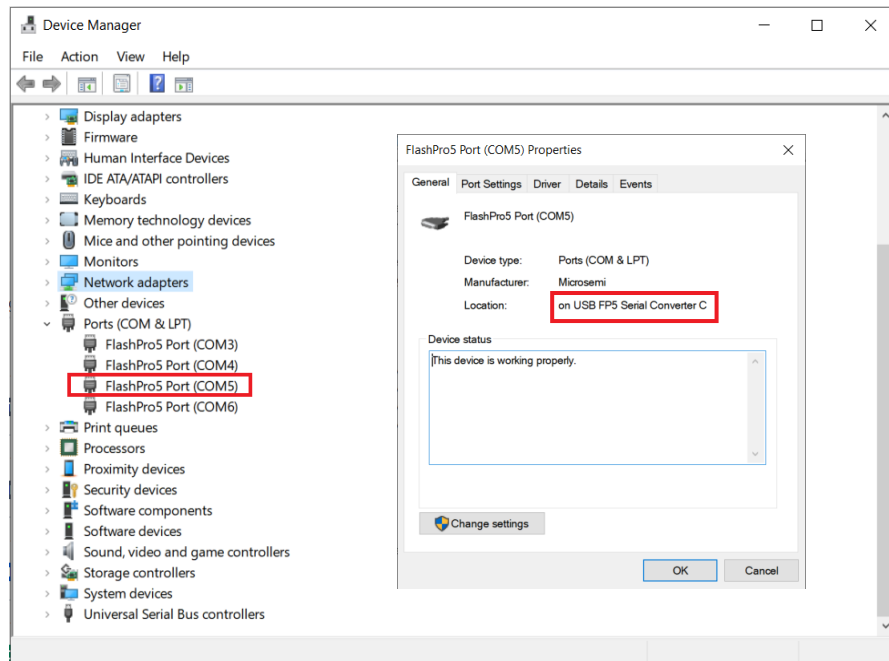 Device Manager
File Action View Help
Display adapters
Firmware
Human Interface Devices
IDE ATA/ATAPI controllers
Keyboards
Memory technology devices
Mice and other pointing devices
Monitors
Network adapters
Other devices
Ports (COM & LPT)
FlashPro5 Port (COM3)
FlashPro5 Port (COM4)
FlashPro5 Port (COM5)
FlashPro5 Port (COM6)
Print queues
Processors
Proximity devices
Security devices
Software components
Software devices
Sound, video and game controllers
Storage controllers
System devices
Universal Serial Bus controllers
FlashPro5 Port (COM5) Properties
General Port Settings Driver Details Events
FlashPro5 Port (COM5)
Device type: Ports (COM & LPT)
Manufacturer: Microsemi
Location: on USB FP5 Serial Converter C
Device status
This device is working properly.
Change settings
OK Cancel